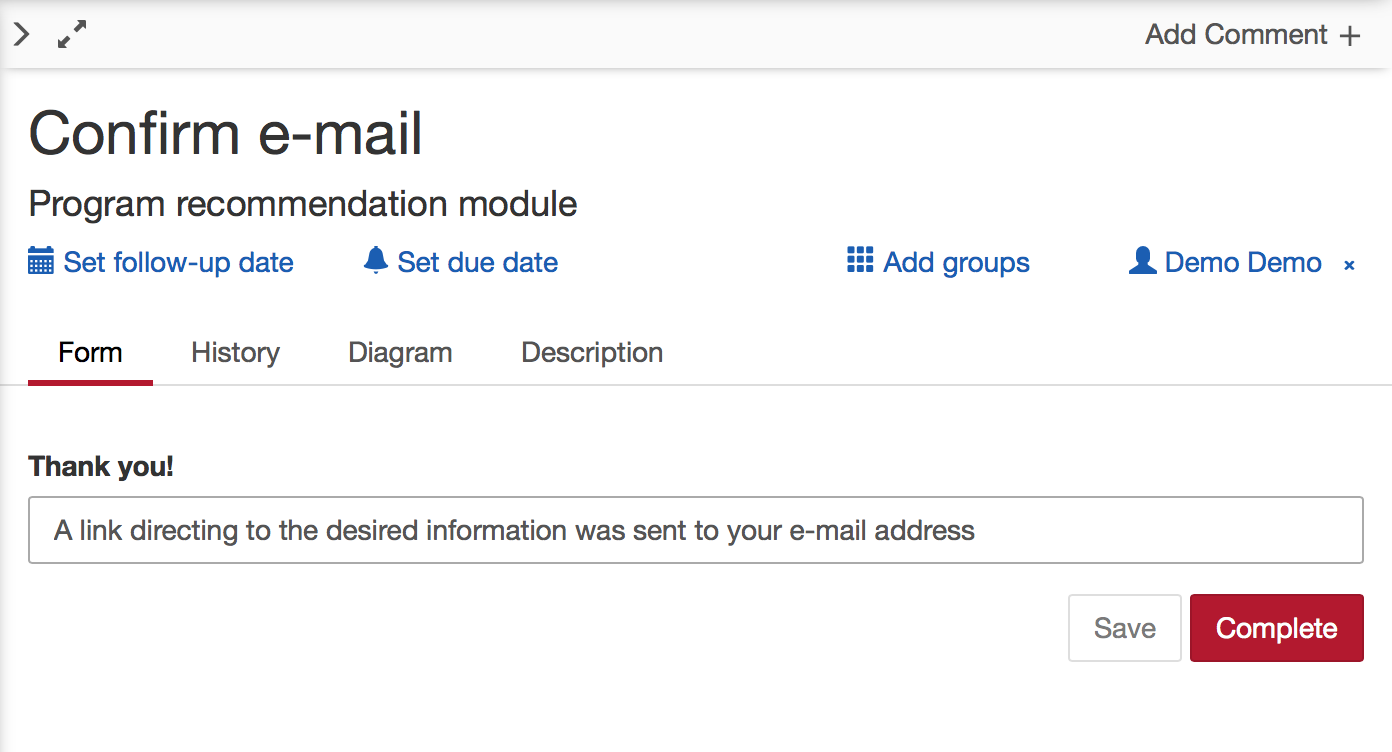 Add Comment +
Confirm e-mail
Program recommendation module
Set follow-up date Set due date Add groups Demo Demo ×
Form History Diagram Description
Thank you!
A link directing to the desired information was sent to your e-mail address
Save Complete